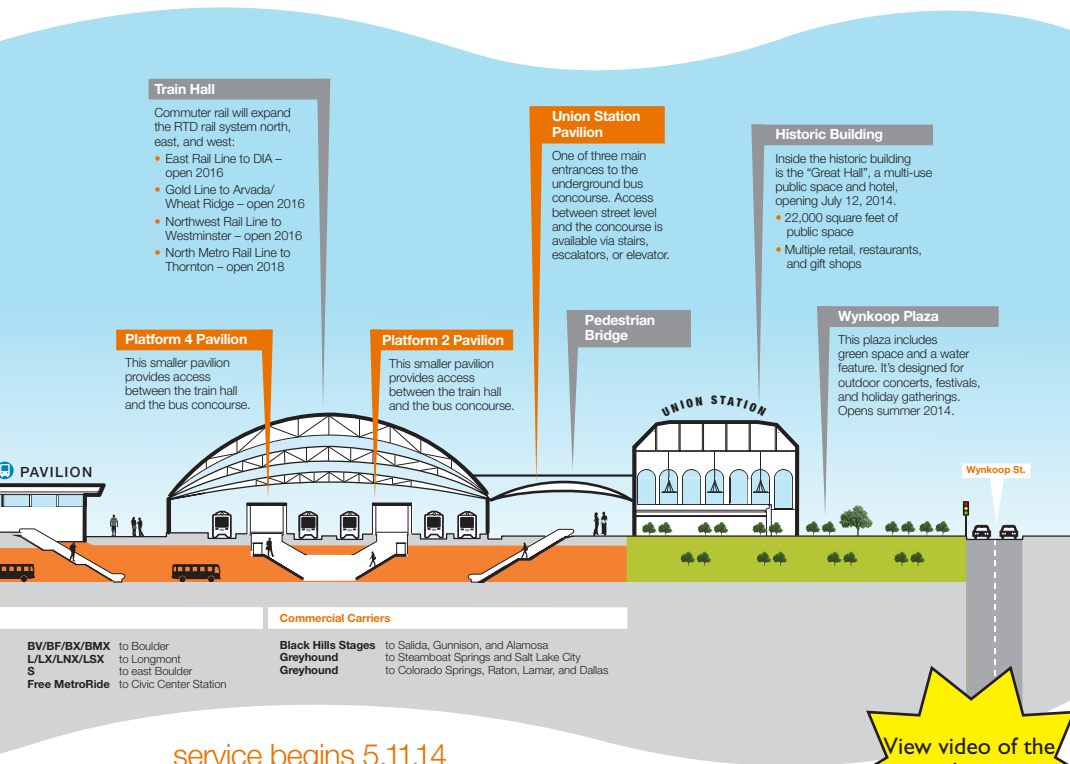 Train Hall
Commuter rail will expand
the RTD rail system north,
east, and west:
• East Rail Line to DIA –
open 2016
• Gold Line to Arvada/
Wheat Ridge – open 2016
• Northwest Rail Line to
Westminster – open 2016
• North Metro Rail Line to
Thornton – open 2018
Union Station
Pavilion
One of three main
entrances to the
underground bus
concourse. Access
between street level
and the concourse is
available via stairs,
escalators, or elevator.
Historic Building
Inside the historic building
is the “Great Hall”, a multi-use
public space and hotel,
opening July 12, 2014.
• 22,000 square feet of
public space
• Multiple retail, restaurants,
and gift shops
Platform 4 Pavilion
This smaller pavilion
provides access
between the train hall
and the bus concourse.
Platform 2 Pavilion
This smaller pavilion
provides access
between the train hall
and the bus concourse.
Pedestrian
Bridge
Wynkoop Plaza
This plaza includes
green space and a water
feature. It’s designed for
outdoor concerts, festivals,
and holiday gatherings.
Opens summer 2014.
UNION STATION
PAVILION
Wynkoop St.
BV/BF/BX/BMX to Boulder
L/LX/LNX/LSX to Longmont
S to east Boulder
Free MetroRide to Civic Center Station
Commercial Carriers
Black Hills Stages to Salida, Gunnison, and Alamosa
Greyhound to Steamboat Springs and Salt Lake City
Greyhound to Colorado Springs, Raton, Lamar, and Dallas
service begins 5.11.14
View video of the